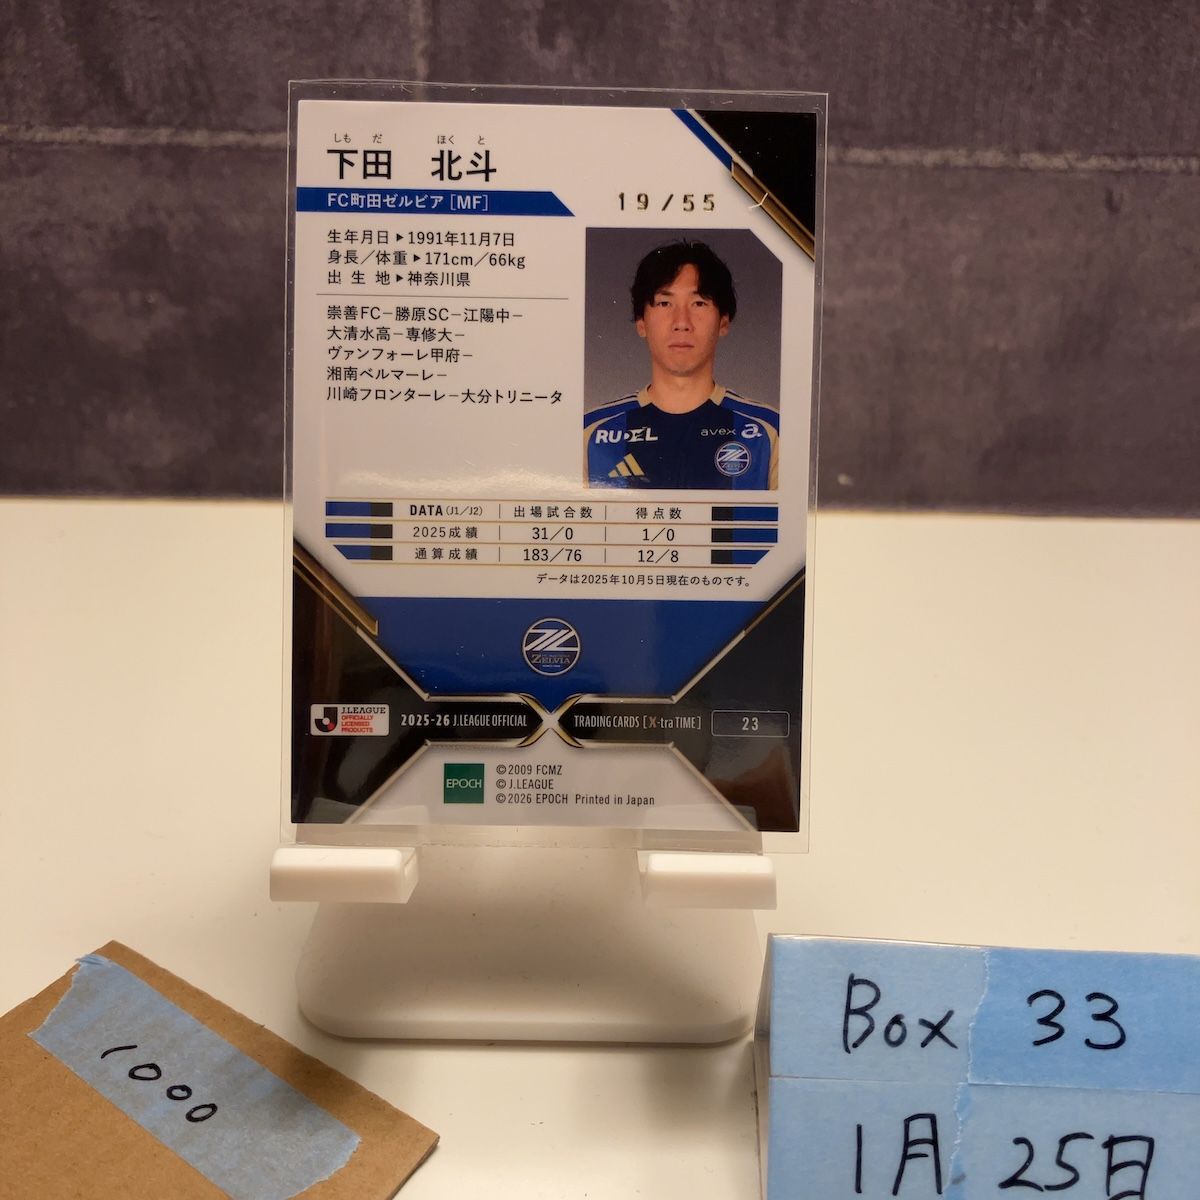 しも だ ほく と
下田 北斗
FC町田ゼルビア [MF]
19/55
生年月日▶1991年11月7日
身長／体重▶171cm／66kg
出生地▶神奈川県
崇善FC－勝原SC－江陽中－
大清水高－専修大－
ヴァンフォーレ甲府－
湘南ベルマーレ－
川崎フロンターレ－大分トリニータ
avex a.
ZELVIA
DATA(J1／J2) 出場試合数 得点数
2025成績 31／0 1／0
通算成績 183／76 12／8
データは2025年10月5日現在のものです。
ZELVIA
J.LEAGUE
OFFICIALLY
LICENSED
PRODUCTS
2025-26 J.LEAGUE OFFICIAL TRADING CARDS [X-tra TIME] 23
EPOCH
©2009 FCMZ
©J.LEAGUE
©2026 EPOCH Printed in Japan
1000
Box 33
1月25日